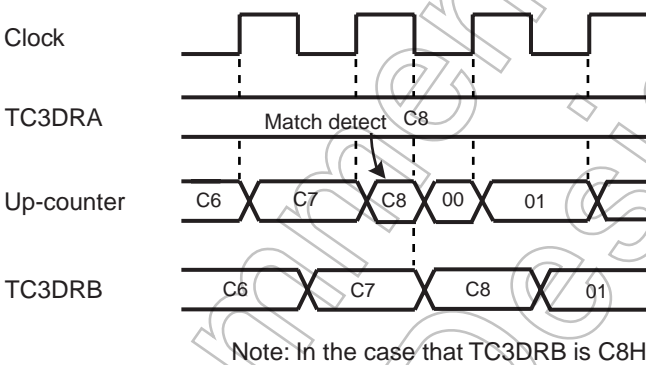 Clock
TC3DRA
Match detect C8
Up-counter C6 C7 C8 00 01
TC3DRB C6 C7 C8 01
Note: In the case that TC3DRB is C8H